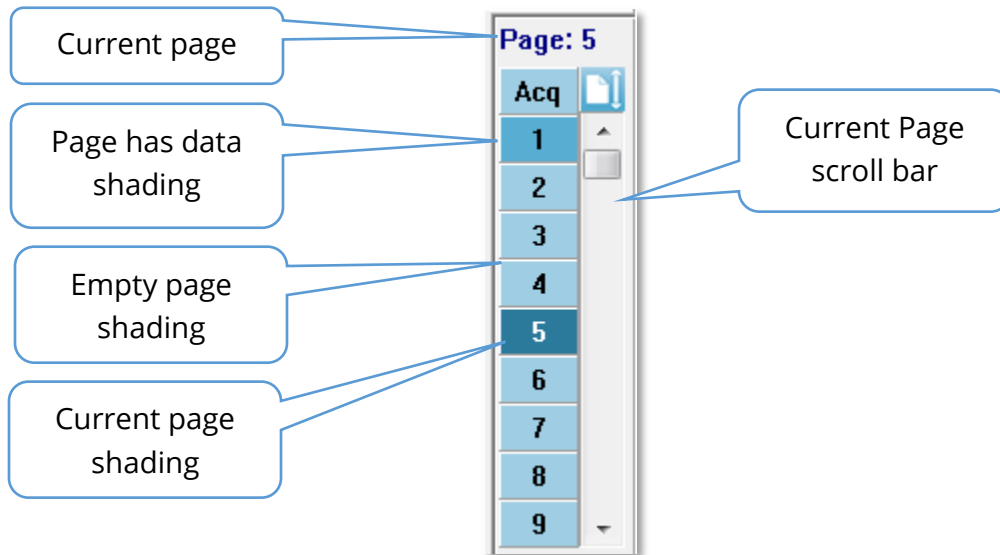 Current page
Page has data
shading
Empty page
shading
Current page
shading
Page: 5
Acq
1
2
3
4
5
6
7
8
9
Current Page
scroll bar